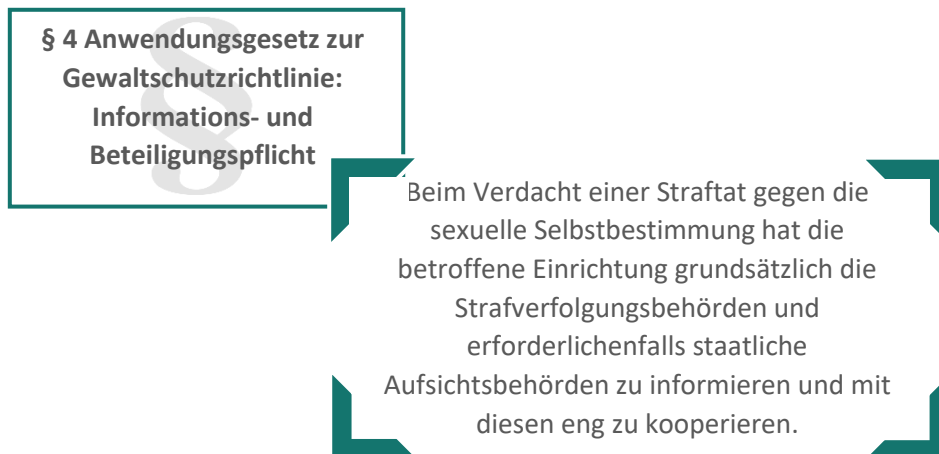 § 4 Anwendungsgesetz zur
Gewaltschutzrichtlinie:
Informations- und
Beteiligungspflicht
Beim Verdacht einer Straftat gegen die
sexuelle Selbstbestimmung hat die
betroffene Einrichtung grundsätzlich die
Strafverfolgungsbehörden und
erforderlichenfalls staatliche
Aufsichtsbehörden zu informieren und mit
diesen eng zu kooperieren.